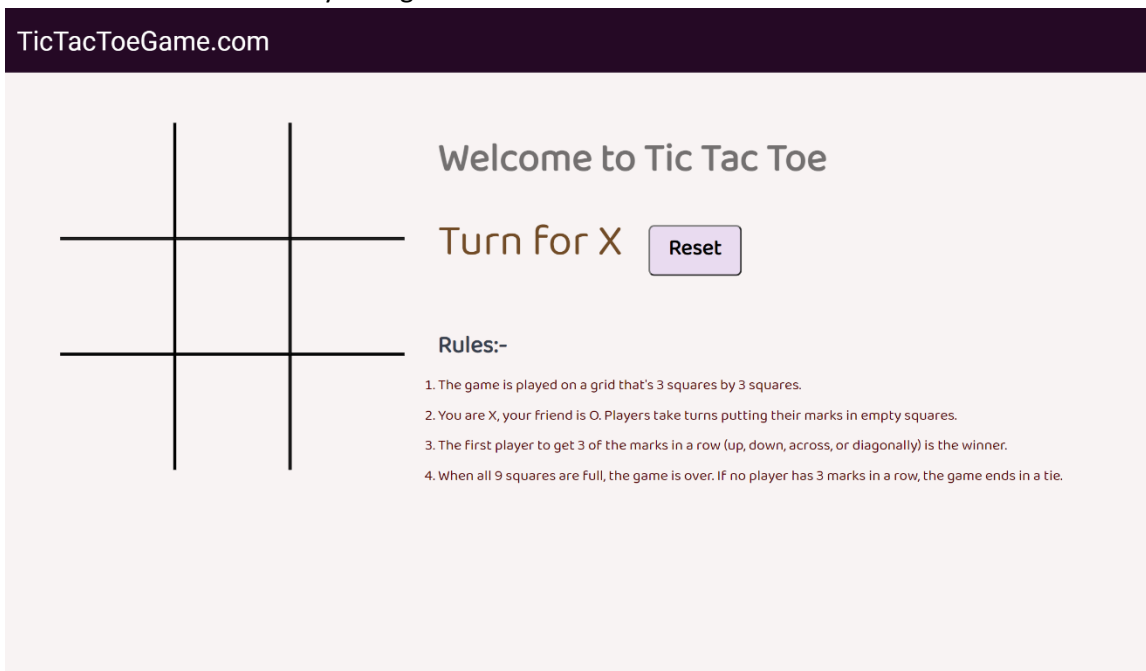 TicTacToeGame.com
Welcome to Tic Tac Toe
Turn for X
Reset
Rules:-
1. The game is played on a grid that's 3 squares by 3 squares.
2. You are X, your friend is O. Players take turns putting their marks in empty squares.
3. The first player to get 3 of the marks in a row (up, down, across, or diagonally) is the winner.
4. When all 9 squares are full, the game is over. If no player has 3 marks in a row, the game ends in a tie.